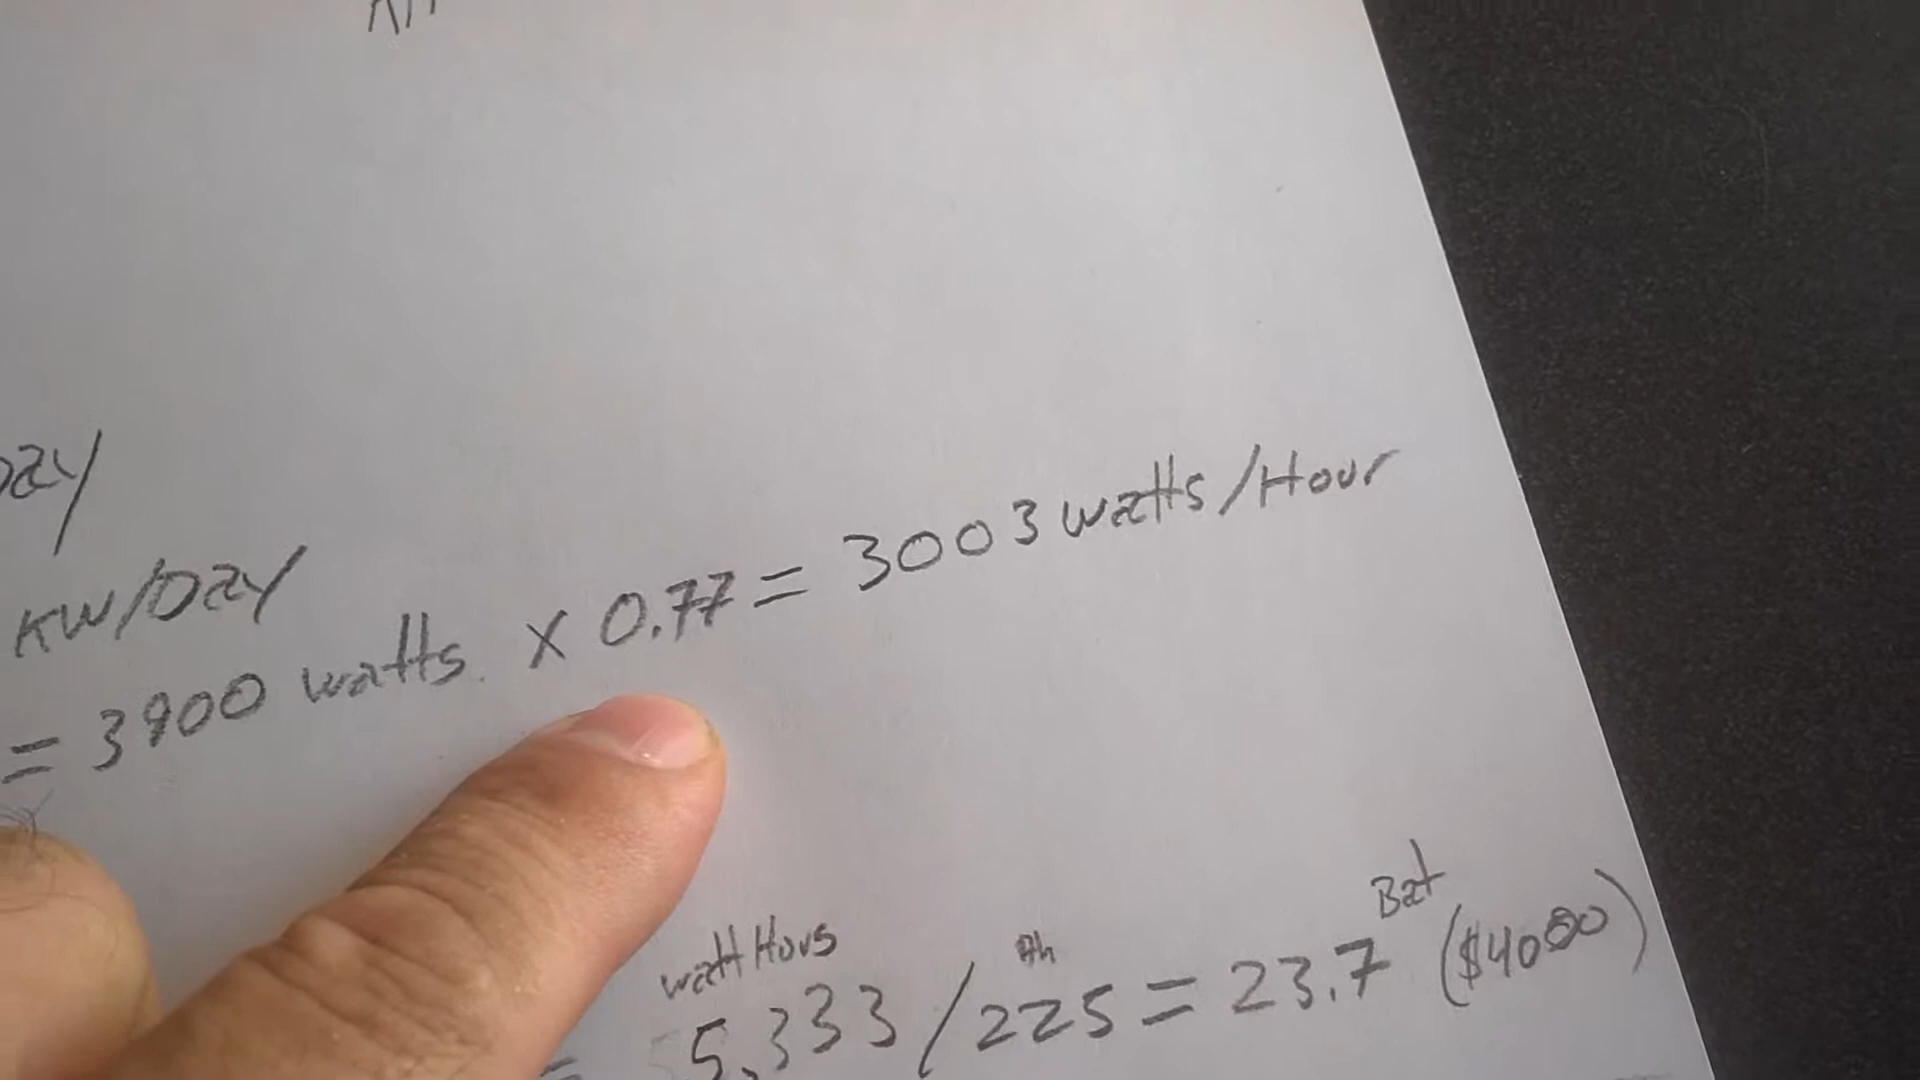 KW/Day
= 3900 watts. x 0.77 = 3003 watts/Hour
watt Hours Ah Bat
5,333 / 225 = 23.7 ($4000)